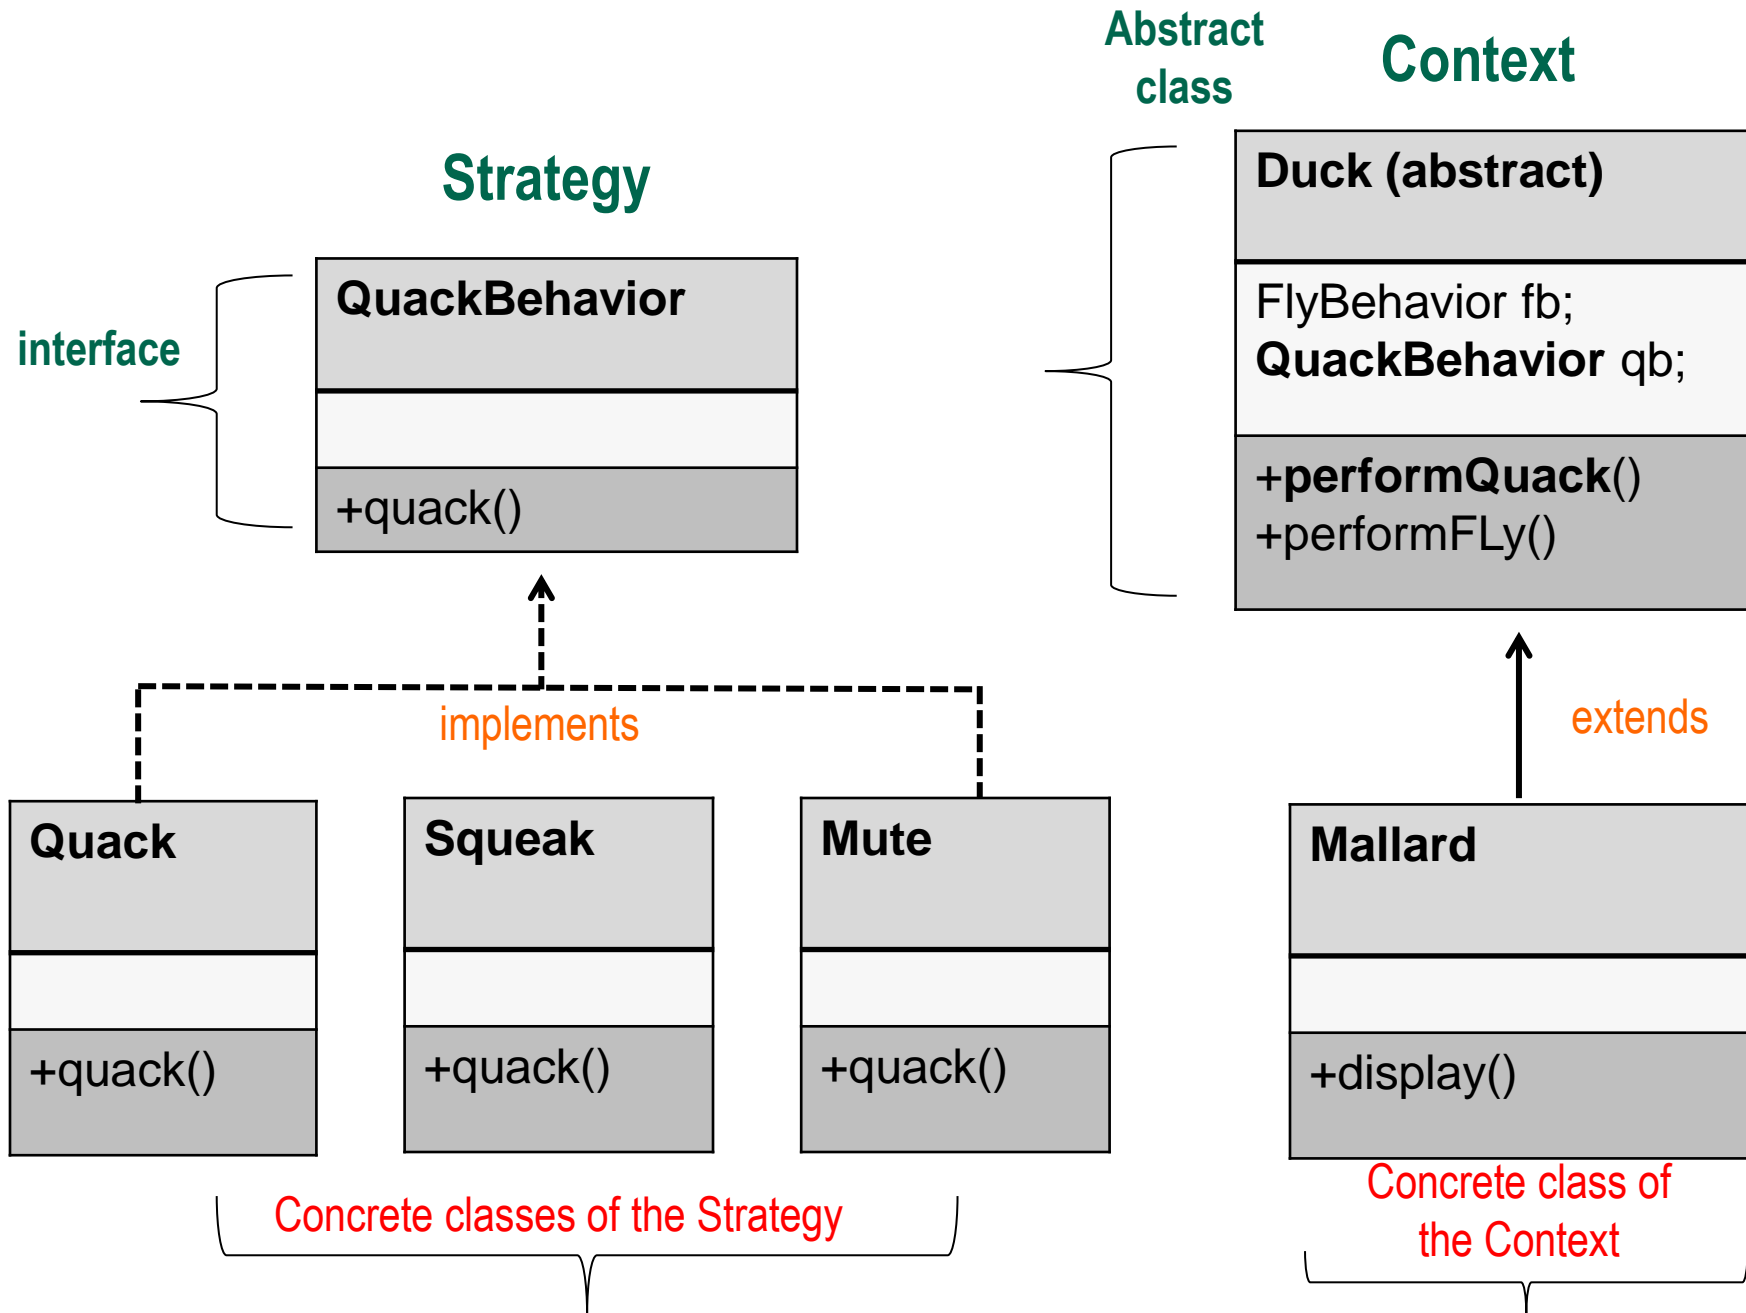 Abstract
class
Context
Strategy
interface
QuackBehavior
+quack()
Duck (abstract)
FlyBehavior fb;
QuackBehavior qb;
+performQuack()
+performFLy()
implements
extends
Quack
+quack()
Squeak
+quack()
Mute
+quack()
Mallard
+display()
Concrete classes of the Strategy
Concrete class of
the Context